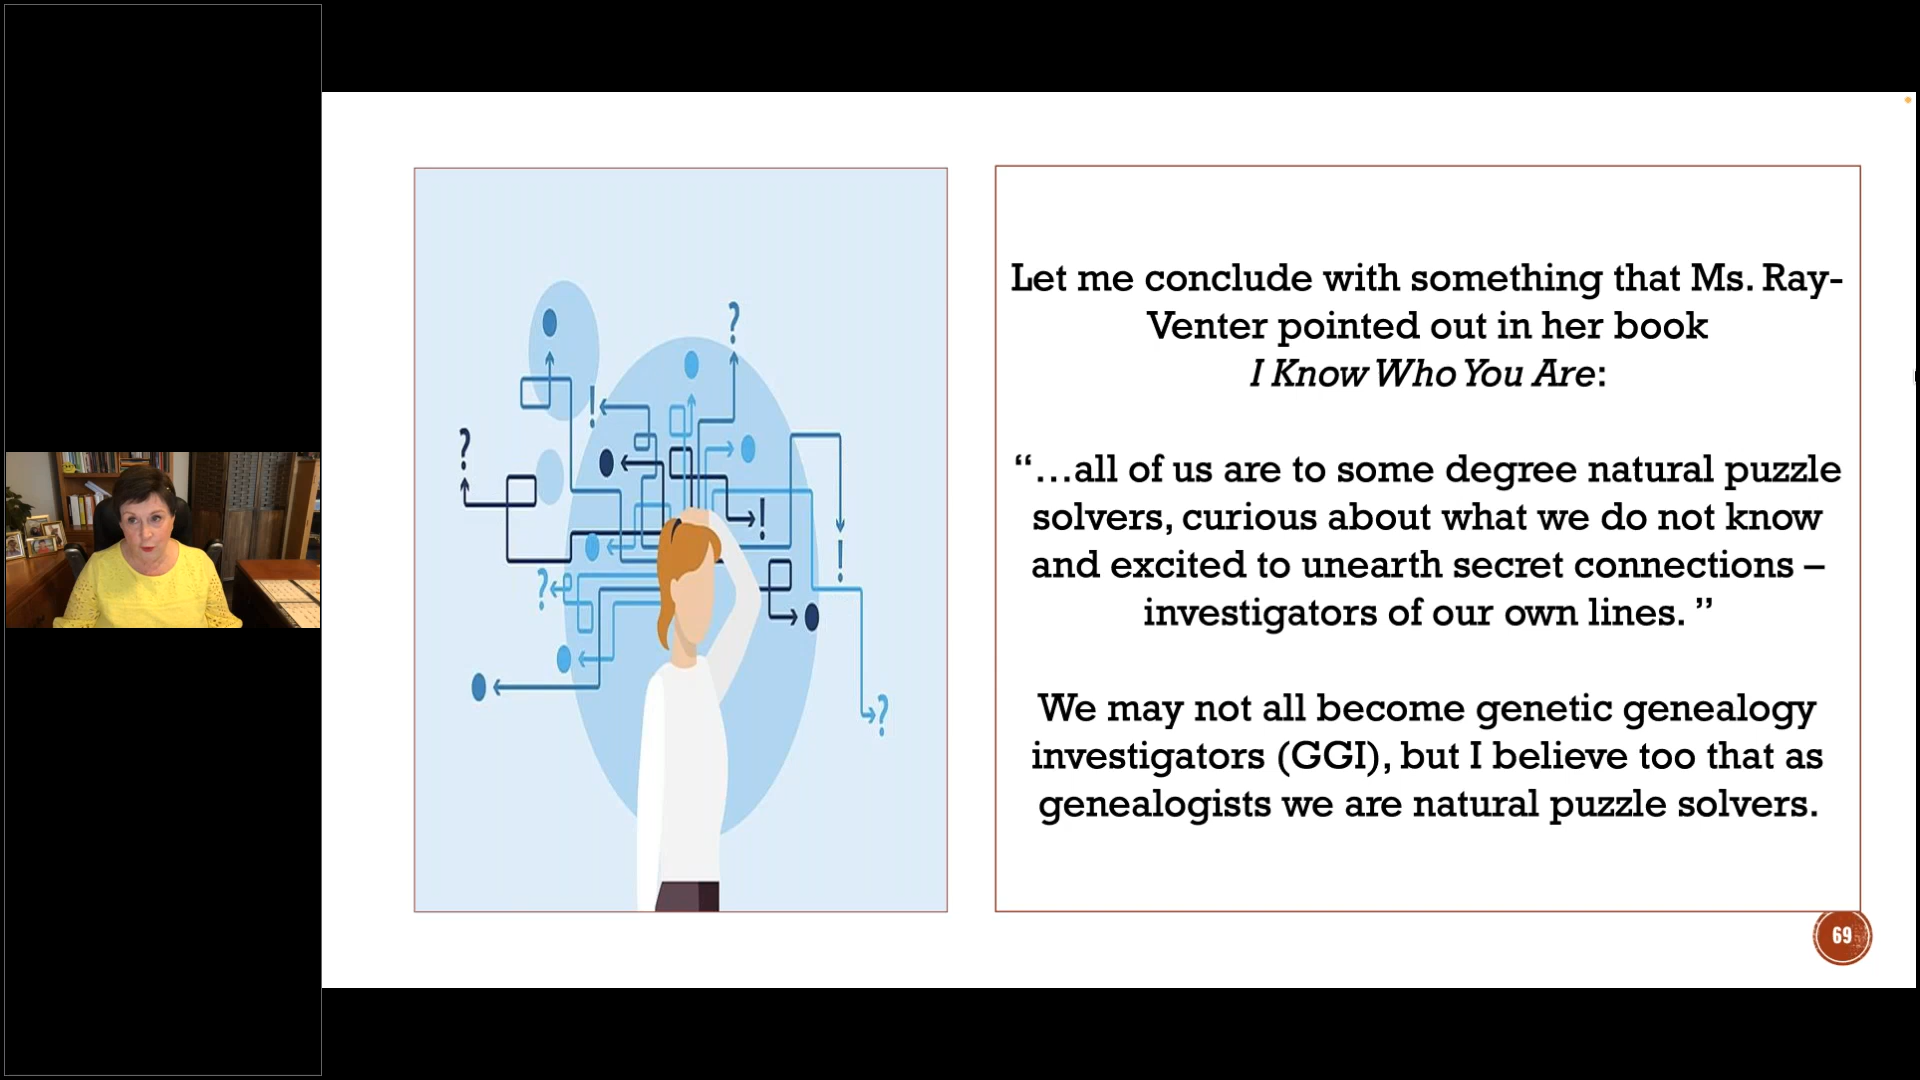 Let me conclude with something that Ms. Ray-
Venter pointed out in her book
I Know Who You Are:
“…all of us are to some degree natural puzzle
solvers, curious about what we do not know
and excited to unearth secret connections –
investigators of our own lines. ”
We may not all become genetic genealogy
investigators (GGI), but I believe too that as
genealogists we are natural puzzle solvers.
69
? 
!
?
!
!
?
?